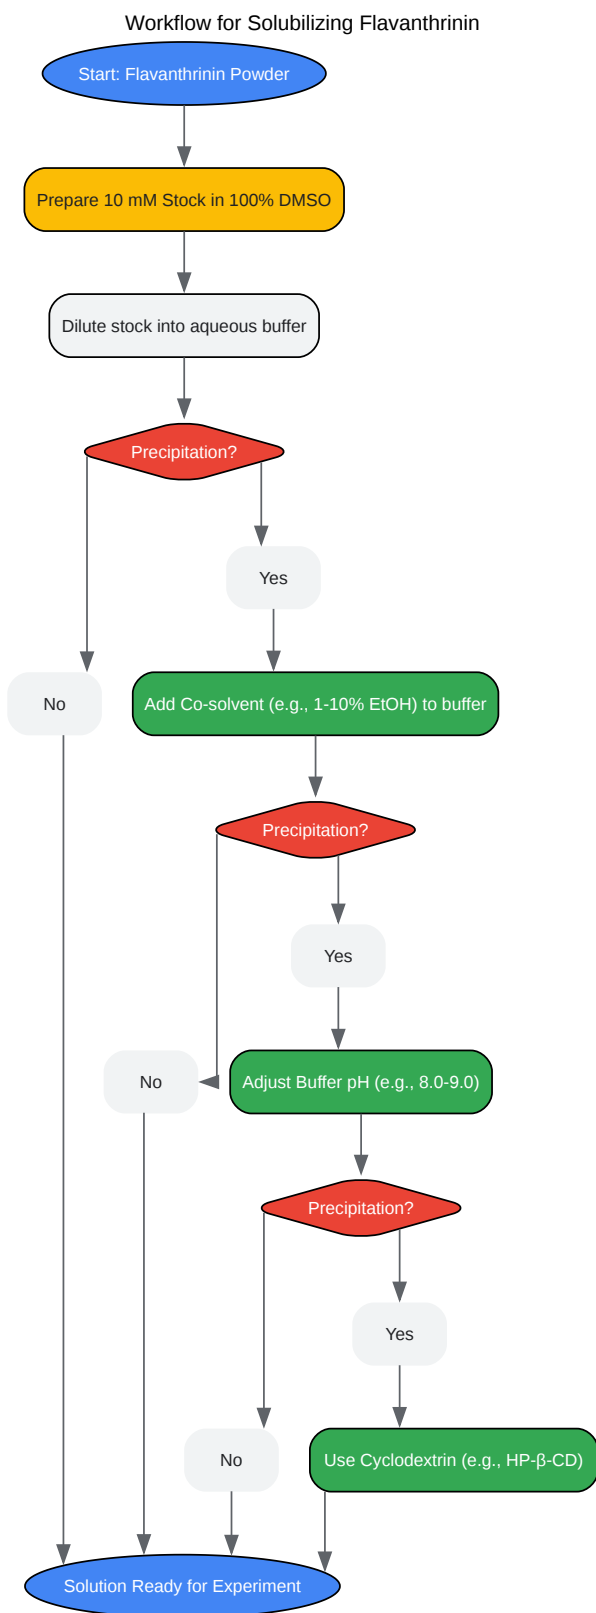 Workflow for Solubilizing Flavanthrinin
Start: Flavanthrinin Powder
Prepare 10 mM Stock in 100% DMSO
Dilute stock into aqueous buffer
Precipitation?
Yes
No
Add Co-solvent (e.g., 1-10% EtOH) to buffer
Precipitation?
Yes
No
Adjust Buffer pH (e.g., 8.0-9.0)
Precipitation?
Yes
No
Use Cyclodextrin (e.g., HP-β-CD)
Solution Ready for Experiment